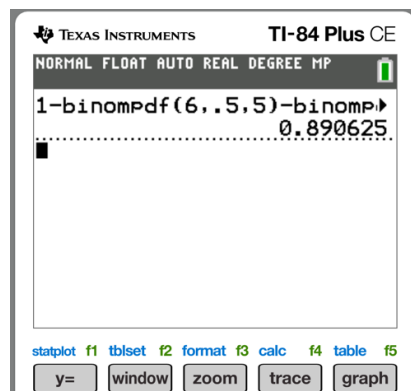 TEXAS INSTRUMENTS TI-84 Plus CE
NORMAL FLOAT AUTO REAL DEGREE MP
1-binompdf(6,.5,5)-binomp
0.890625
statplot f1 tblset f2 format f3 calc f4 table f5
y= window zoom trace graph